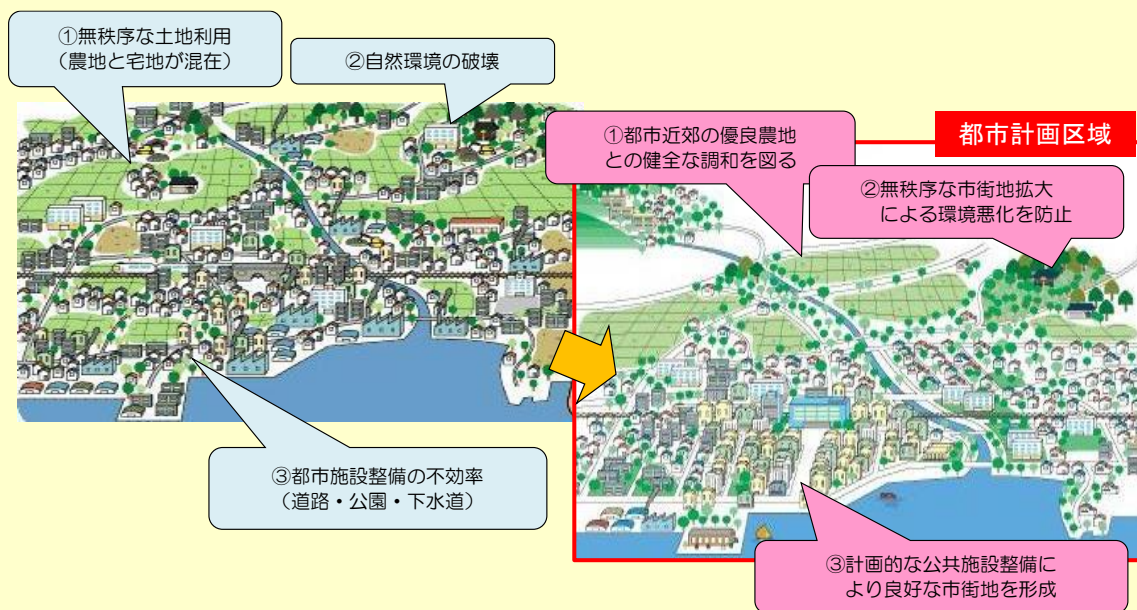 ①無秩序な土地利用
(農地と宅地が混在)
②自然環境の破壊
③都市施設整備の不効率
(道路・公園・下水道)
都市計画区域
①都市近郊の優良農地
との健全な調和を図る
②無秩序な市街地拡大
による環境悪化を防止
③計画的な公共施設整備に
より良好な市街地を形成